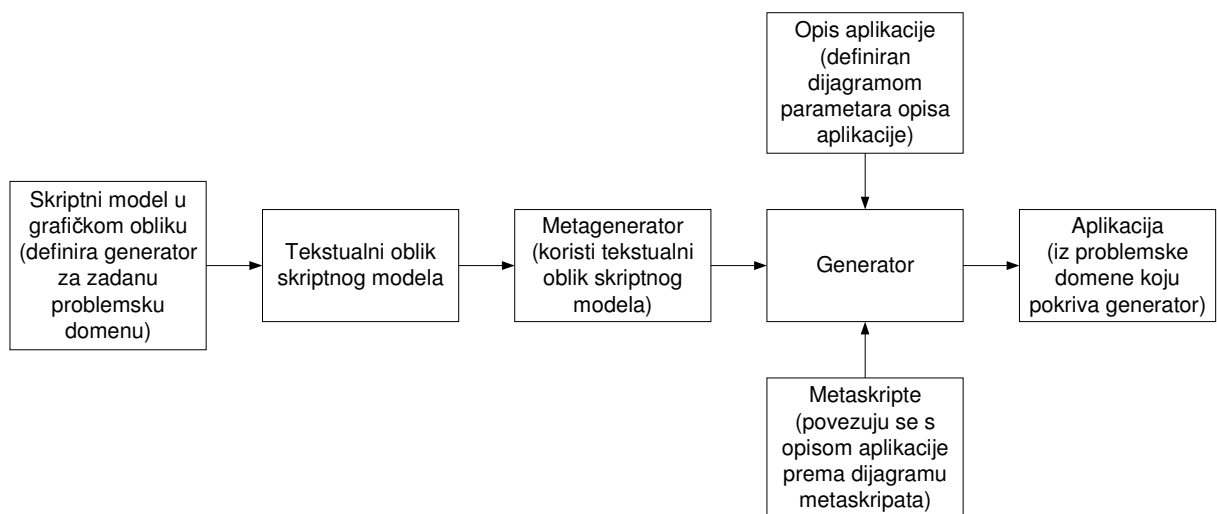 Opis aplikacije
(definiran
dijagramom
parametara opisa
aplikacije)
Skriptni model u
grafičkom obliku
(definira generator
za zadanu
problemsku
domenu)
Tekstualni oblik
skriptnog modela
Metagenerator
(koristi tekstualni
oblik skriptnog
modela)
Generator
Aplikacija
(iz problemske
domene koju
pokriva generator)
Metaskripte
(povezuju se s
opisom aplikacije
prema dijagramu
metaskripata)